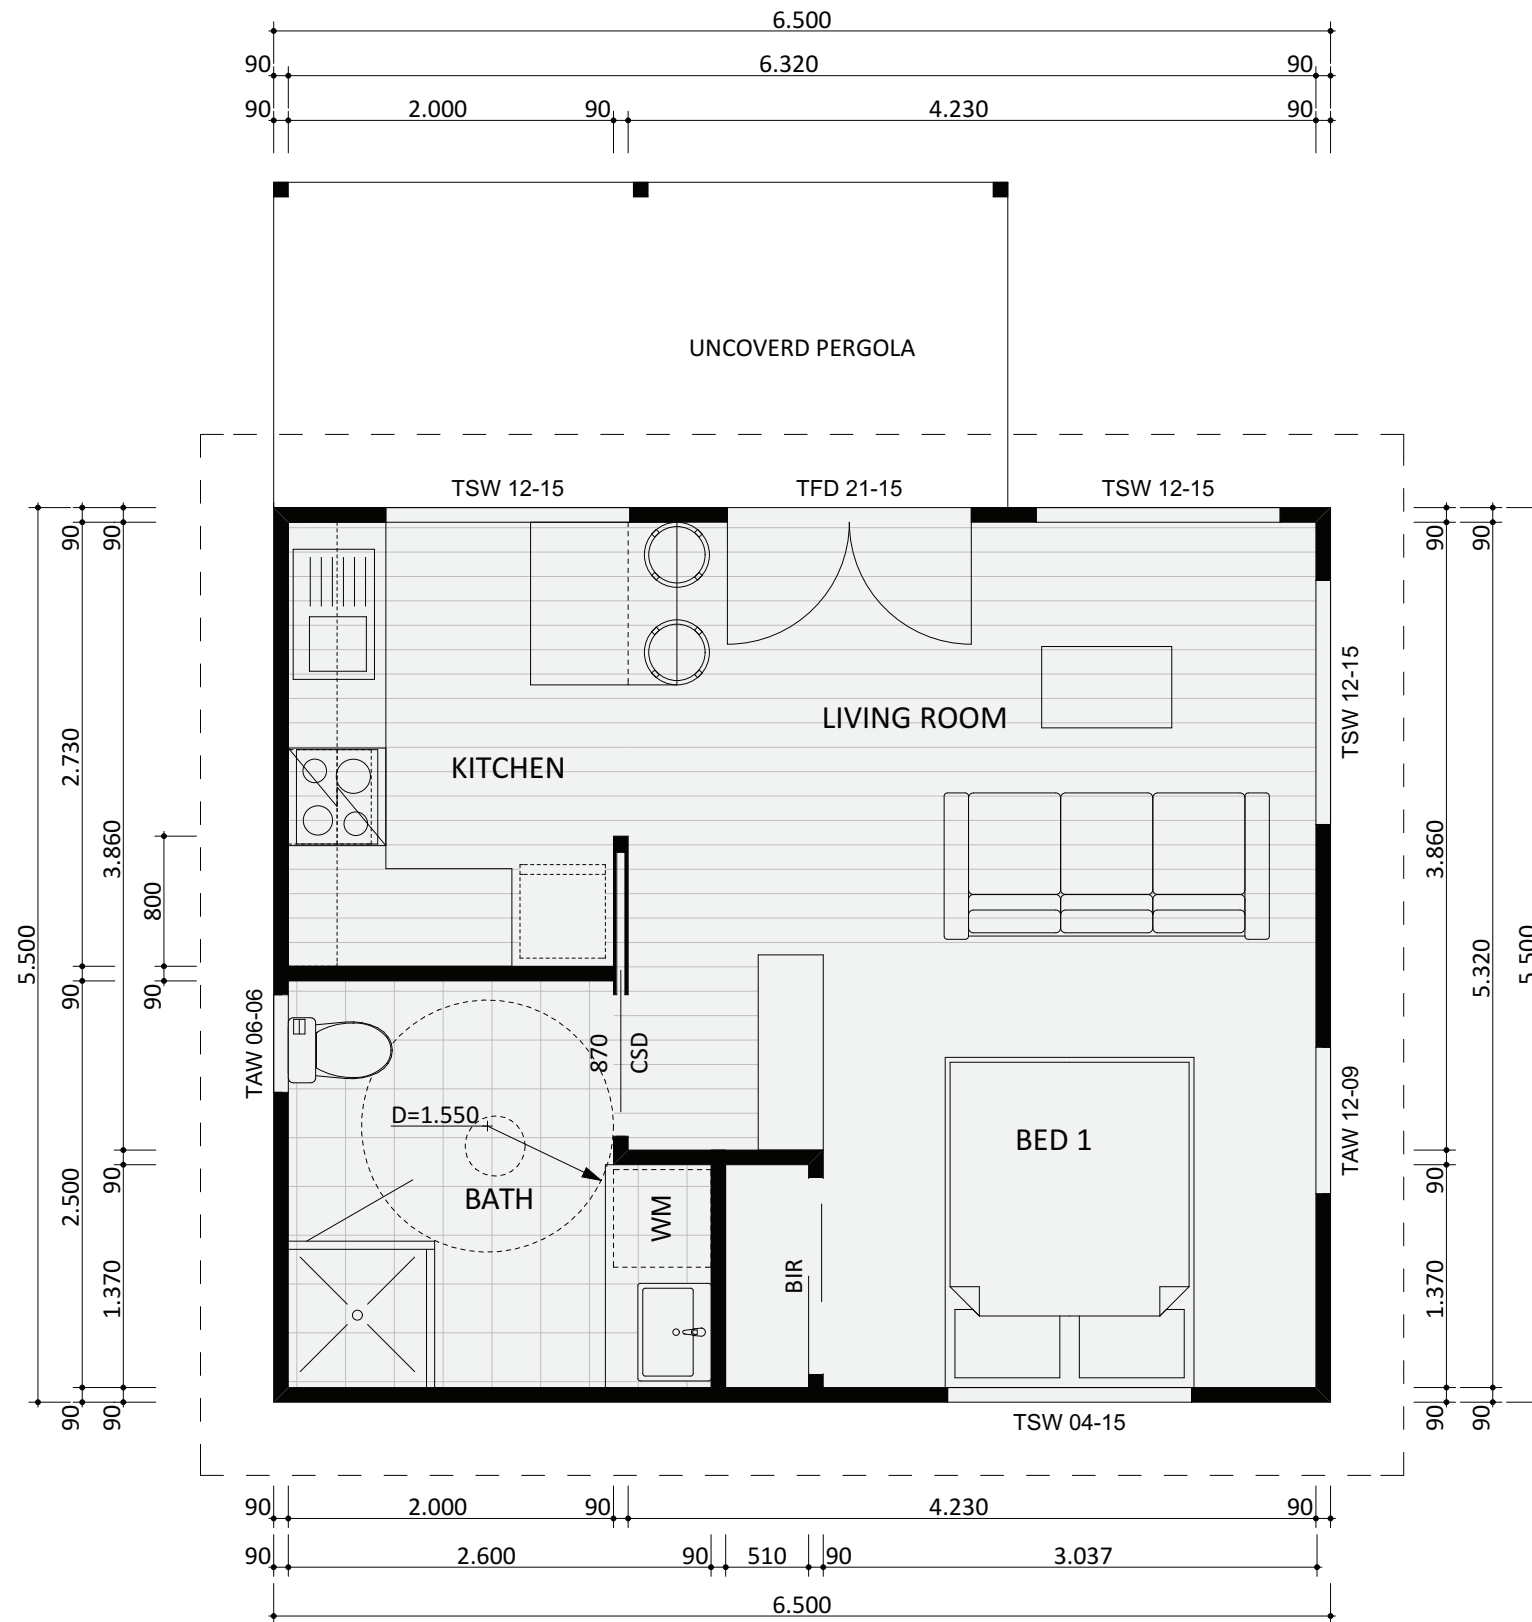 6.500
90 6.320 90
90 2.000 90 4.230 90
UNCOVERD PERGOLA
TSW 12-15 TFD 21-15 TSW 12-15
90 90 90 90
TSW 12-15
LIVING ROOM
2.730
KITCHEN
3.860 3.860
800
5.500 5.320 5.500
90 90
TAW 06-06
870
CSD
D=1.550
TAW 12-09
BED 1
90 90
2.500
BATH
WM
BIR
1.370 1.370
90 90 90 90
TSW 04-15
90 2.000 90 4.230 90
90 2.600 90 510 90 3.037
6.500